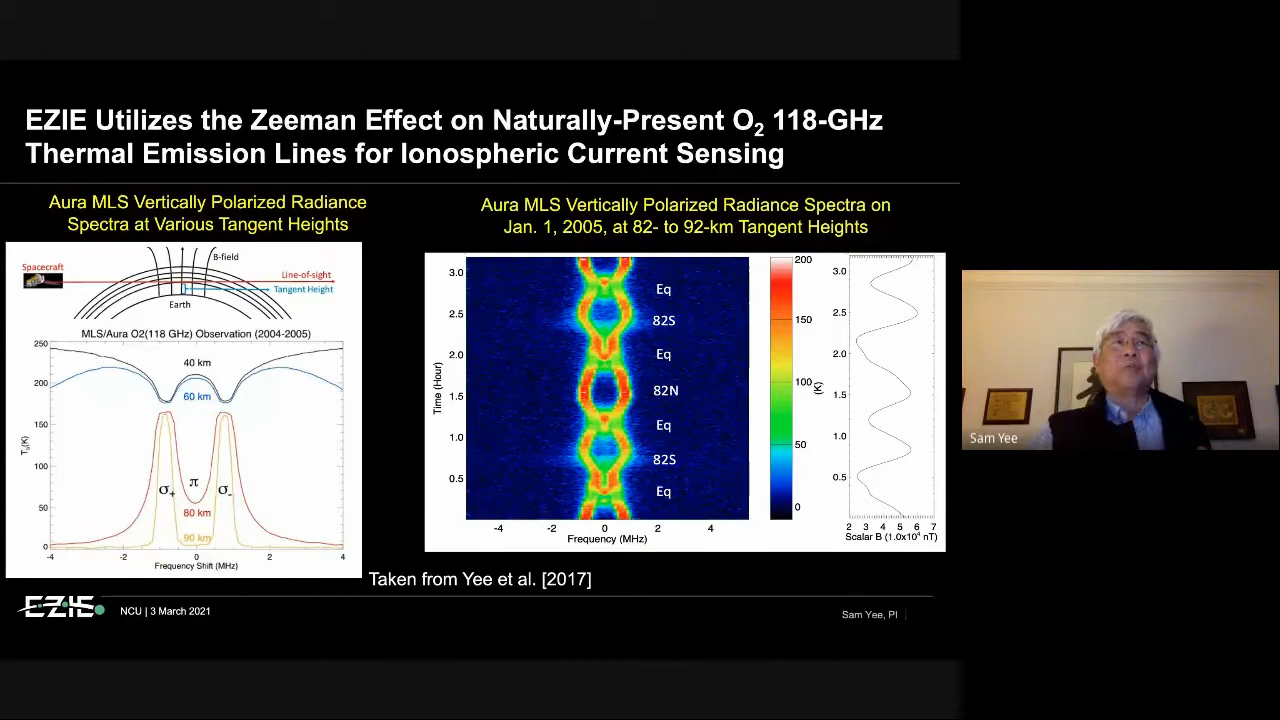 EZIE Utilizes the Zeeman Effect on Naturally-Present O₂ 118-GHz
Thermal Emission Lines for Ionospheric Current Sensing
Aura MLS Vertically Polarized Radiance
Spectra at Various Tangent Heights
B-field
Spacecraft
Line-of-sight
Tangent Height
Earth
MLS/Aura O2(118 GHz) Observation (2004-2005)
250
200
150
100
50
0
Tb(K)
40 km
60 km
σ+
π
σ-
80 km
90 km
-4 -2 0 2 4
Frequency Shift (MHz)
Aura MLS Vertically Polarized Radiance Spectra on
Jan. 1, 2005, at 82- to 92-km Tangent Heights
3.0
2.5
2.0
1.5
1.0
0.5
Time (Hour)
Eq
82S
Eq
82N
Eq
82S
Eq
-4 -2 0 2 4
Frequency (MHz)
200
150
100
50
0
(K)
3.0
2.5
2.0
1.5
1.0
0.5
2 3 4 5 6 7
Scalar B (1.0x10⁴ nT)
Taken from Yee et al. [2017]
EZIE
NCU | 3 March 2021
Sam Yee, PI
Sam Yee